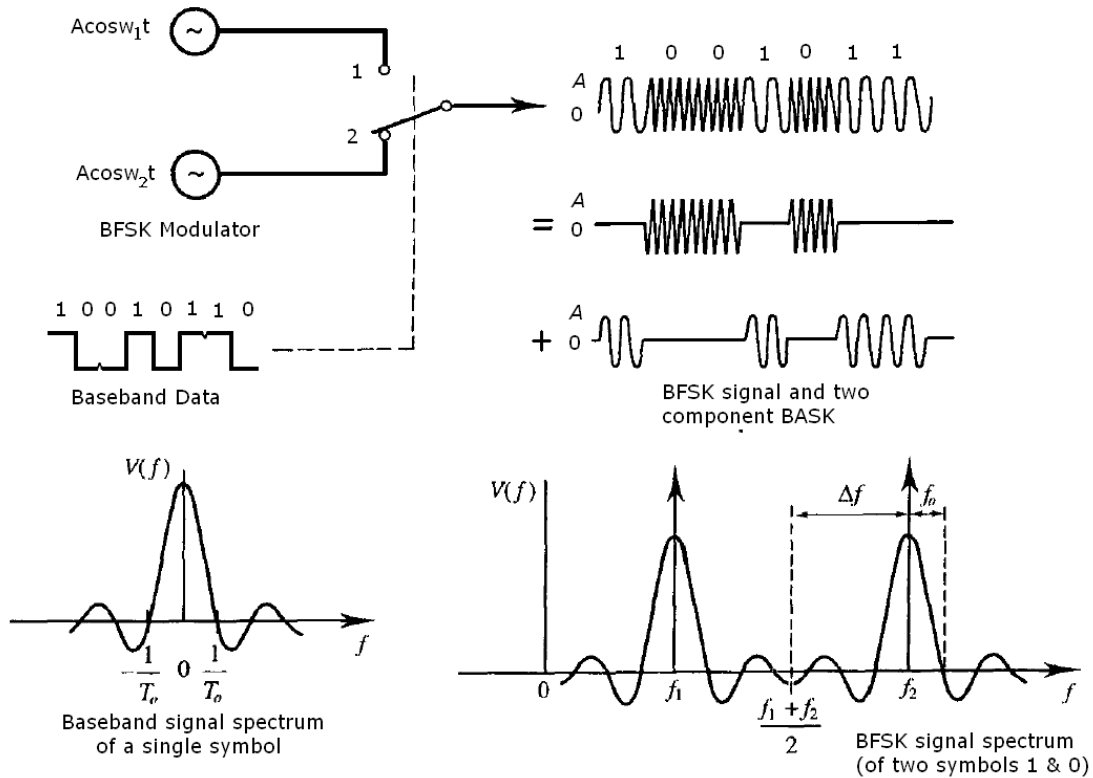 Acosw₁t
1
2
Acosw₂t
BFSK Modulator
1 0 0 1 0 1 1 0
Baseband Data
1 0 0 1 0 1 1
A
0
= A
0
+ A
0
BFSK signal and two
component BASK
V(f)
-1/Tₒ 0 1/Tₒ
f
Baseband signal spectrum
of a single symbol
V(f)
Δf fₒ
0 f₁ (f₁ + f₂)/2 f₂ f
BFSK signal spectrum
(of two symbols 1 & 0)